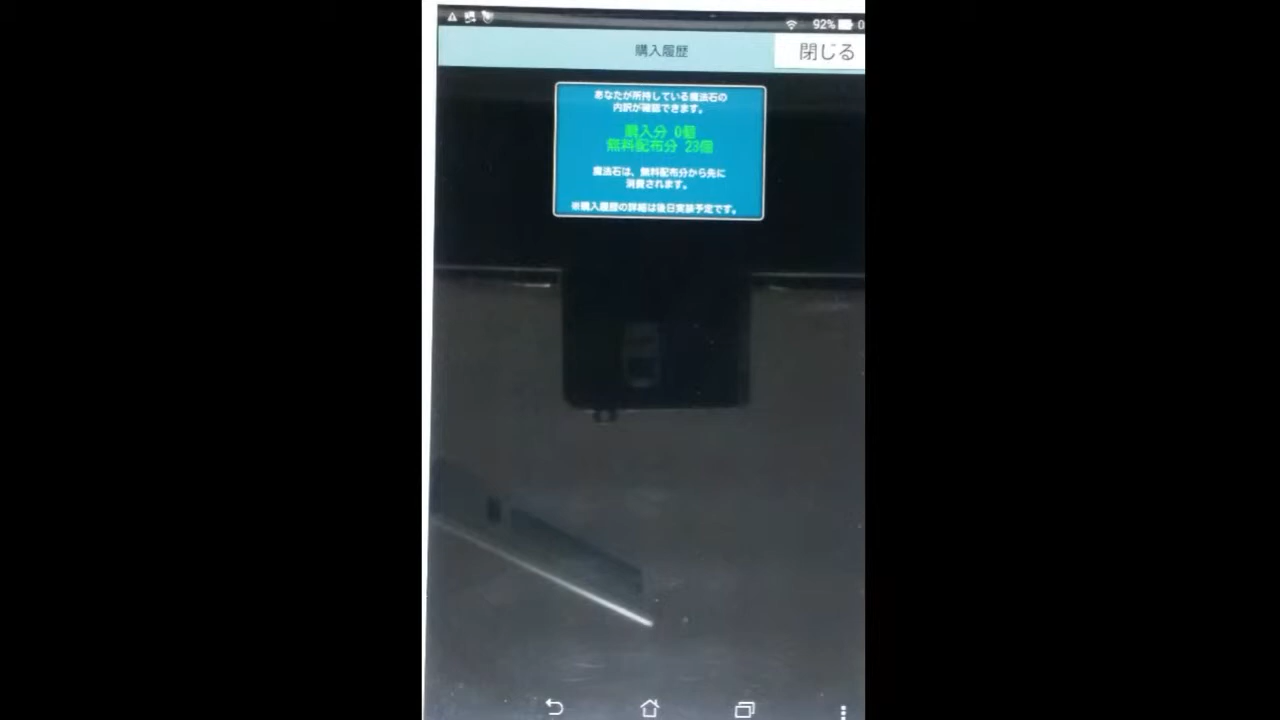 92%
購入履歴
閉じる
あなたが所持している魔法石の
内訳が確認できます。
購入分 0個
無料配布分 23個
魔法石は、無料配布分から先に
消費されます。
※購入履歴の詳細は後日実装予定です。